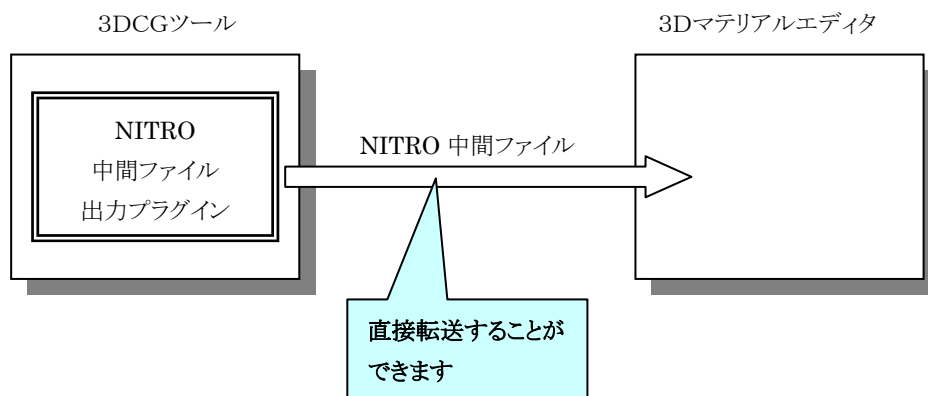 3DCGツール
3Dマテリアルエディタ
NITRO
中間ファイル
出力プラグイン
NITRO 中間ファイル
直接転送することが
できます